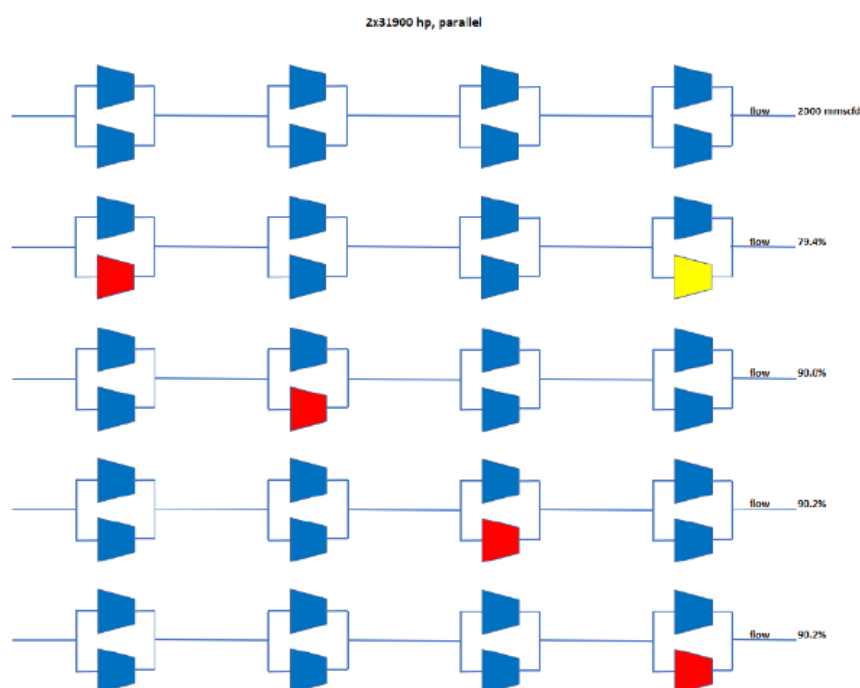 2x31900 hp, parallel
flow 2000 mmscfd
flow 79.4%
flow 90.0%
flow 90.2%
flow 90.2%